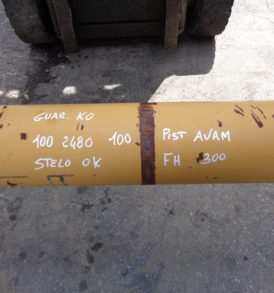 GUAR. KO
100 2480 100
STELO OK
PIST AVAM
FH 300